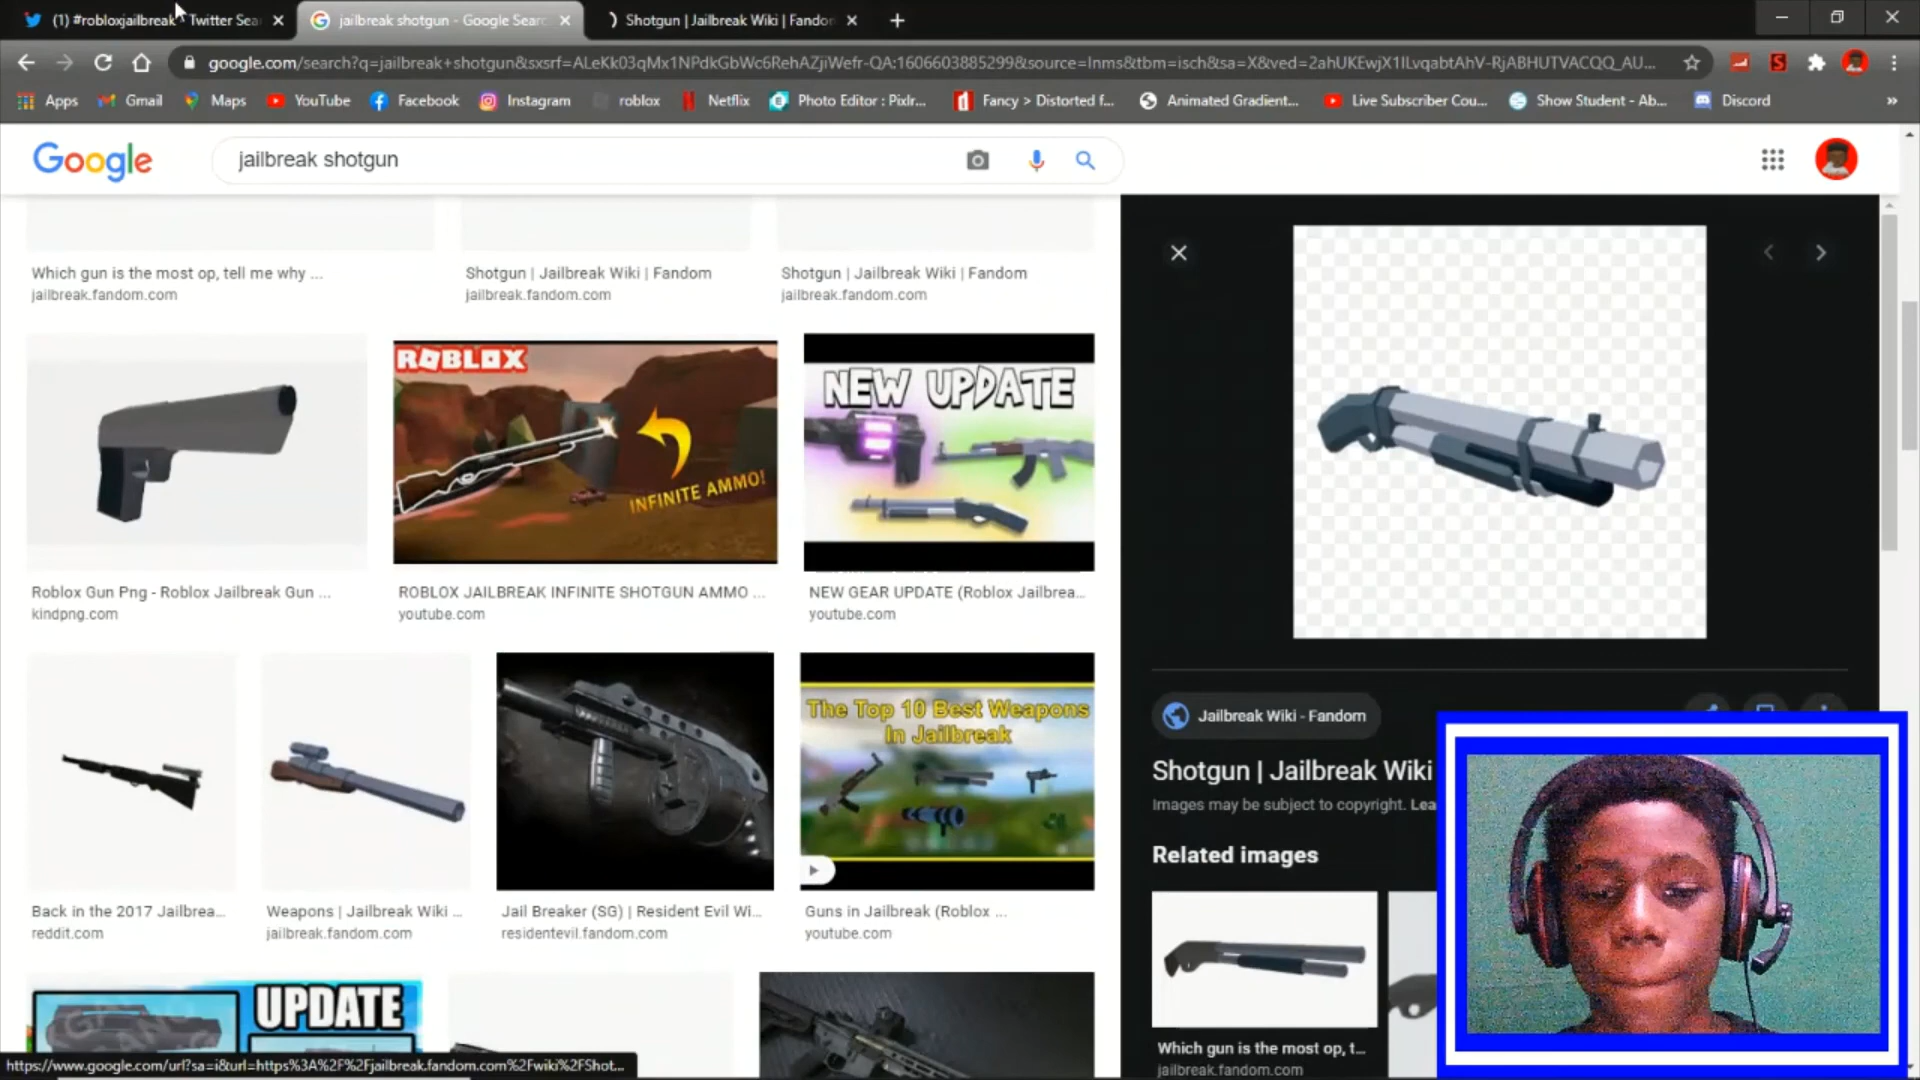 (1) #robloxjailbreak - Twitter Sea
jailbreak shotgun - Google Searc
Shotgun | Jailbreak Wiki | Fandor
google.com/search?q=jailbreak+shotgun&sxsrf=ALeKk03qMx1NPdkGbWc6RehAZjiWefr-QA:1606603885299&source=lnms&tbm=isch&sa=X&ved=2ahUKEwjX1ILvqabtAhV-RjABHUTVACQQ_AU...
Apps Gmail Maps YouTube Facebook Instagram roblox Netflix Photo Editor : Pixlr... Fancy > Distorted f... Animated Gradient... Live Subscriber Cou... Show Student - Ab... Discord »
Google
jailbreak shotgun
Which gun is the most op, tell me why ...
jailbreak.fandom.com
Shotgun | Jailbreak Wiki | Fandom
jailbreak.fandom.com
Shotgun | Jailbreak Wiki | Fandom
jailbreak.fandom.com
ROBLOX
INFINITE AMMO!
NEW UPDATE
Roblox Gun Png - Roblox Jailbreak Gun ...
kindpng.com
ROBLOX JAILBREAK INFINITE SHOTGUN AMMO ...
youtube.com
NEW GEAR UPDATE (Roblox Jailbrea...
youtube.com
The Top 10 Best Weapons
In Jailbreak
Back in the 2017 Jailbrea...
reddit.com
Weapons | Jailbreak Wiki ...
jailbreak.fandom.com
Jail Breaker (SG) | Resident Evil Wi...
residentevil.fandom.com
Guns in Jailbreak (Roblox ...
youtube.com
UPDATE
Jailbreak Wiki - Fandom
Shotgun | Jailbreak Wiki
Images may be subject to copyright. Lea
Related images
Which gun is the most op, t...
jailbreak.fandom.com
https://www.google.com/url?sa=i&url=https%3A%2F%2Fjailbreak.fandom.com%2Fwiki%2FShot...